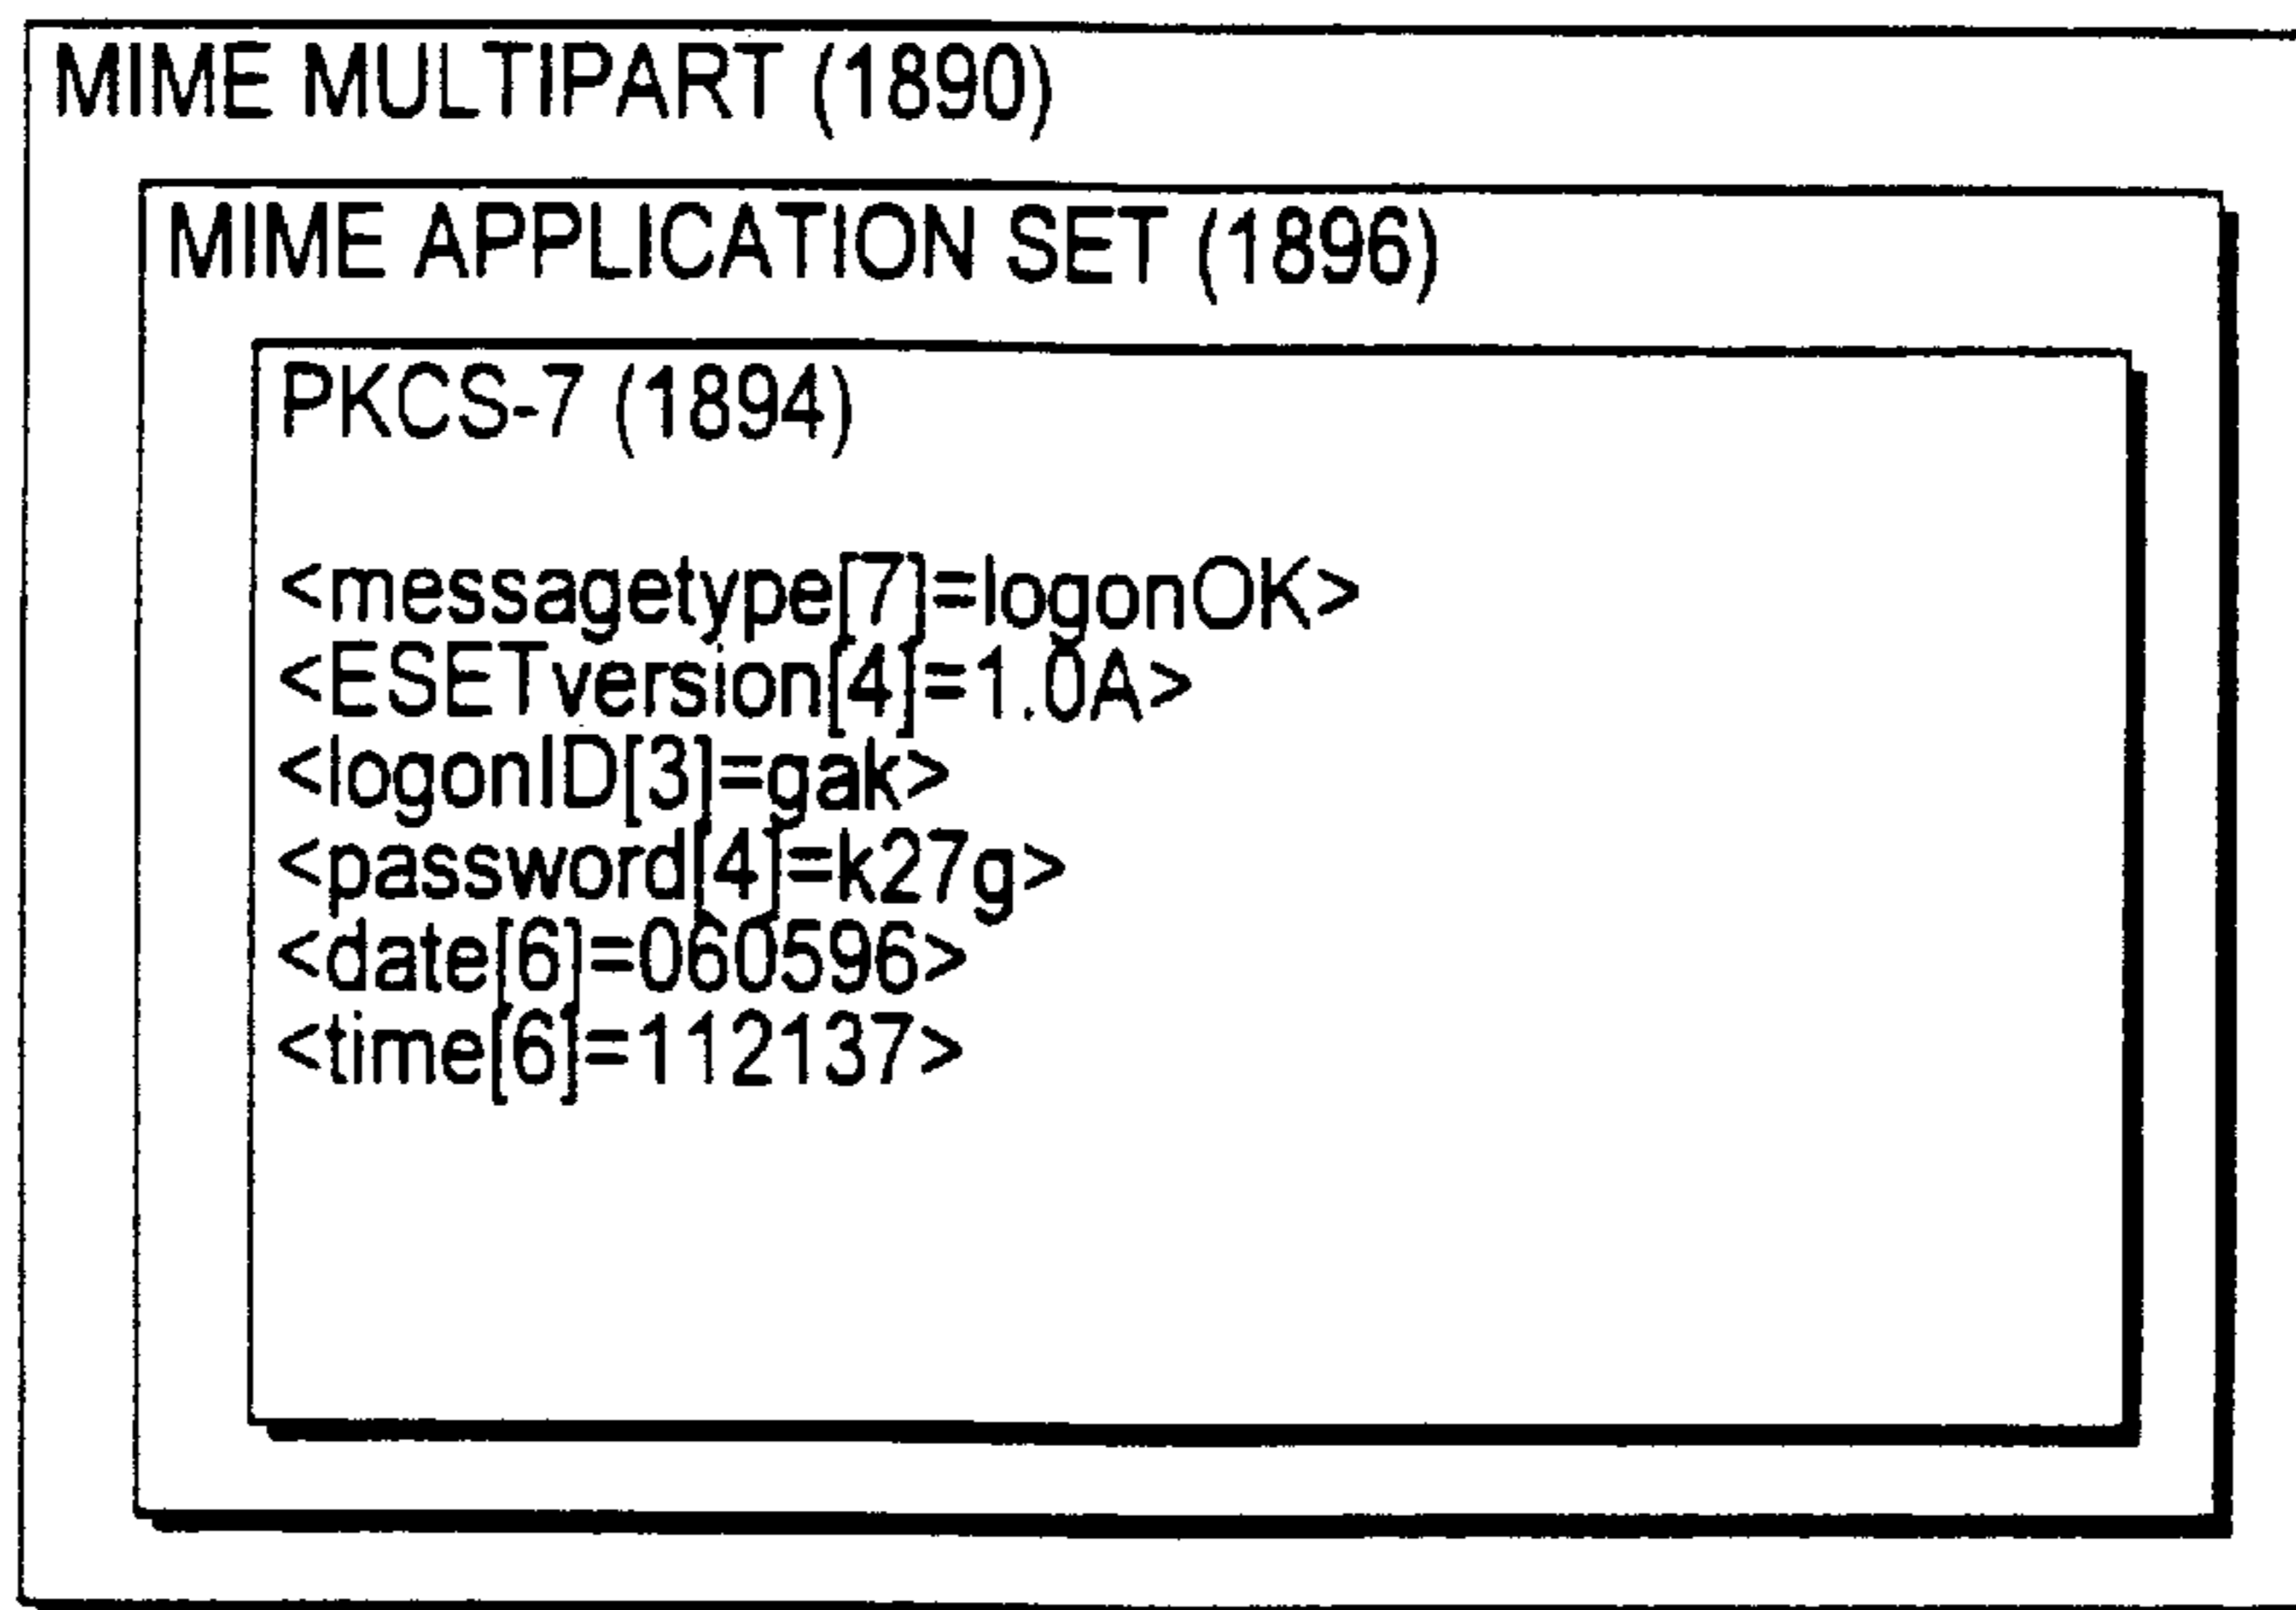 MIME MULTIPART (1890)
MIME APPLICATION SET (1896)
PKCS-7 (1894)
<messagetype[7]=logonOK>
<ESETversion[4]=1.0A>
<logonID[3]=gak>
<password[4]=k27g>
<date[6]=060596>
<time[6]=112137>